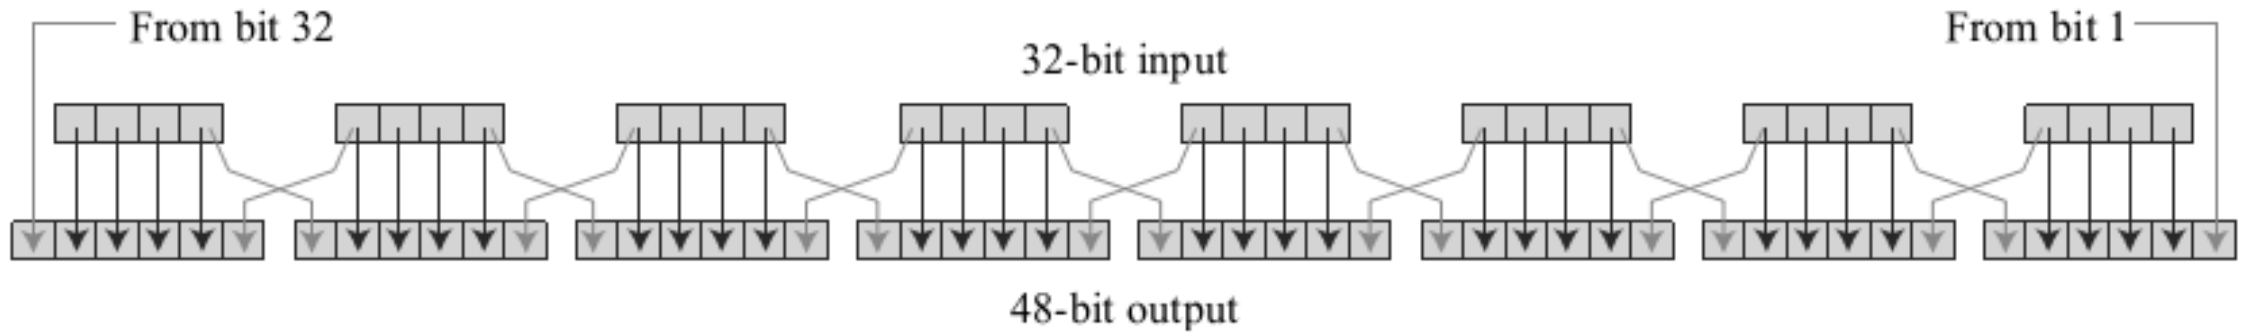 From bit 32
From bit 1
32-bit input
48-bit output